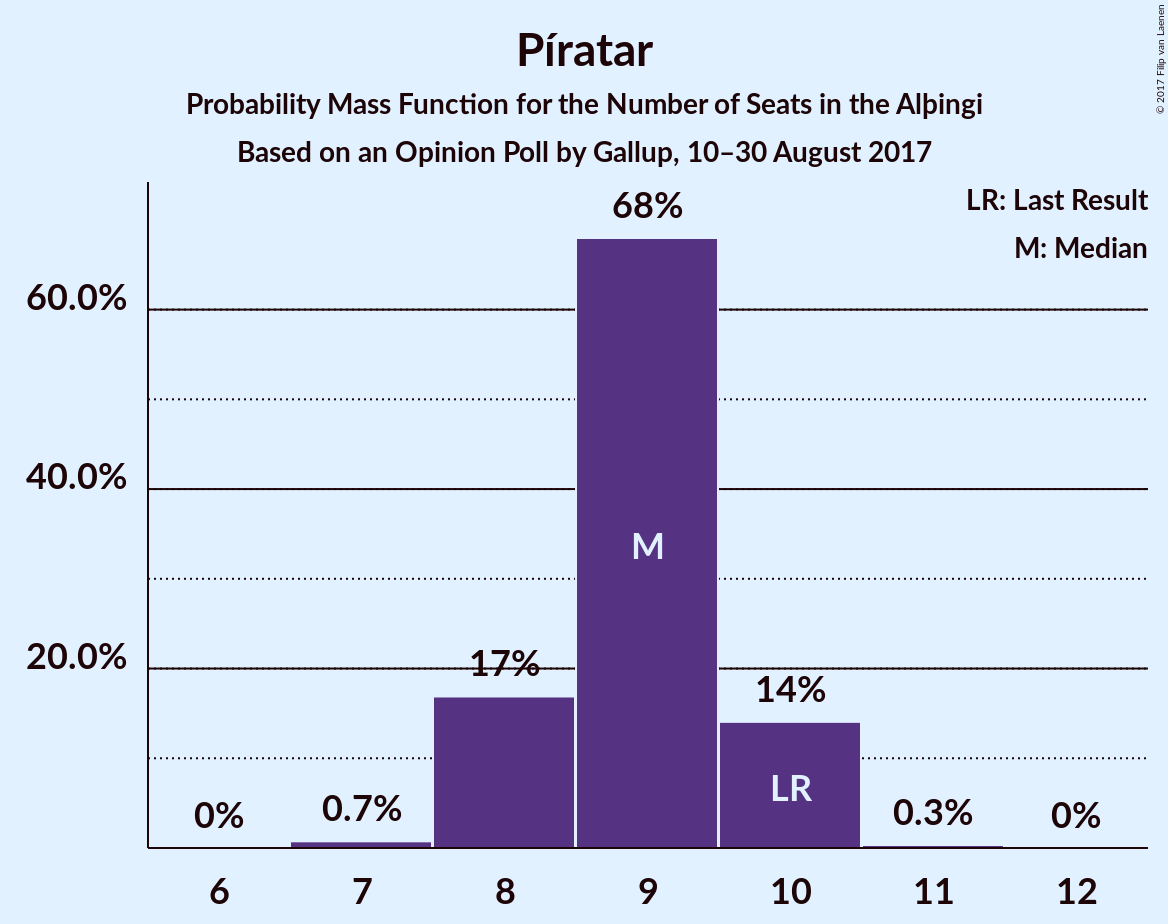 Píratar
Probability Mass Function for the Number of Seats in the Alþingi
Based on an Opinion Poll by Gallup, 10–30 August 2017
© 2017 Filip van Laenen
LR: Last Result
M: Median
68%
60.0%
40.0%
20.0%
M
17%
14%
LR
0%
0.7%
0.3%
0%
6 7 8 9 10 11 12